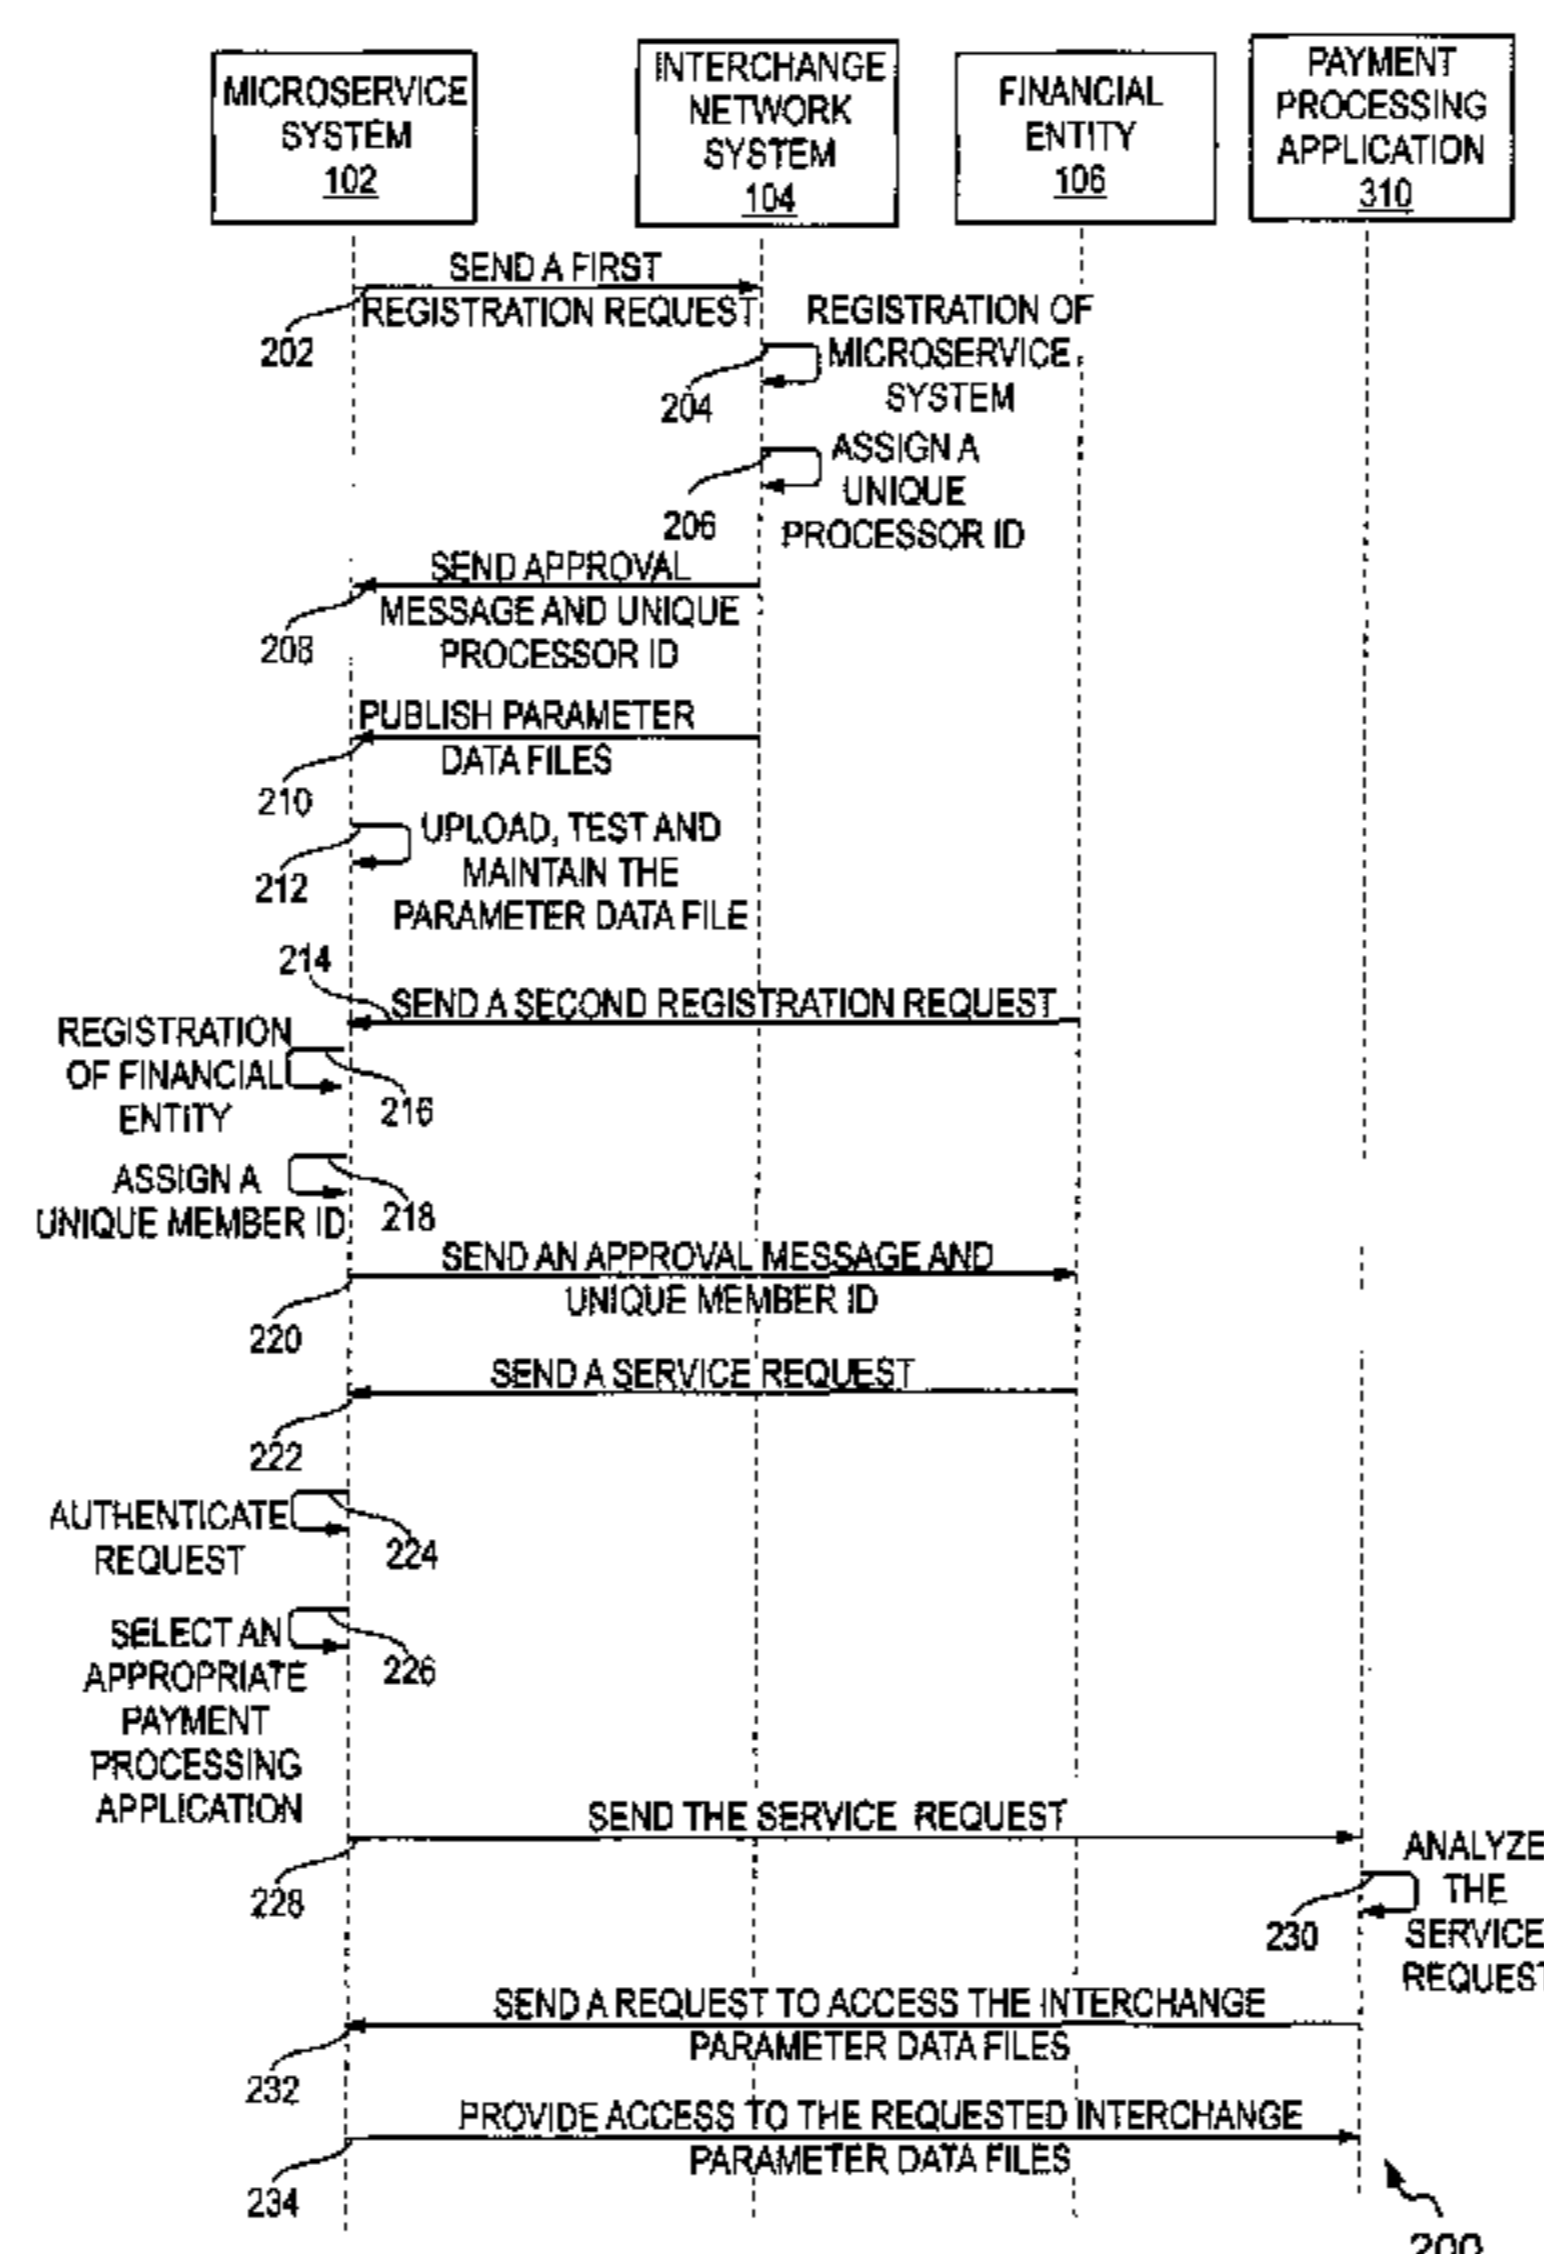 MICROSERVICE
SYSTEM
102
INTERCHANGE
NETWORK
SYSTEM
104
FINANCIAL
ENTITY
106
PAYMENT
PROCESSING
APPLICATION
310
SEND A FIRST
REGISTRATION REQUEST
202
REGISTRATION OF
MICROSERVICE
SYSTEM
204
ASSIGN A
UNIQUE
PROCESSOR ID
206
SEND APPROVAL
MESSAGE AND UNIQUE
PROCESSOR ID
208
PUBLISH PARAMETER
DATA FILES
210
UPLOAD, TEST AND
MAINTAIN THE
PARAMETER DATA FILE
212
214
SEND A SECOND REGISTRATION REQUEST
REGISTRATION
OF FINANCIAL
ENTITY
216
ASSIGN A
UNIQUE MEMBER ID
218
SEND AN APPROVAL MESSAGE AND
UNIQUE MEMBER ID
220
SEND A SERVICE REQUEST
222
AUTHENTICATE
REQUEST
224
SELECT AN
APPROPRIATE
PAYMENT
PROCESSING
APPLICATION
226
SEND THE SERVICE REQUEST
228
ANALYZE
THE
SERVICE
REQUEST
230
SEND A REQUEST TO ACCESS THE INTERCHANGE
PARAMETER DATA FILES
232
PROVIDE ACCESS TO THE REQUESTED INTERCHANGE
PARAMETER DATA FILES
234
200